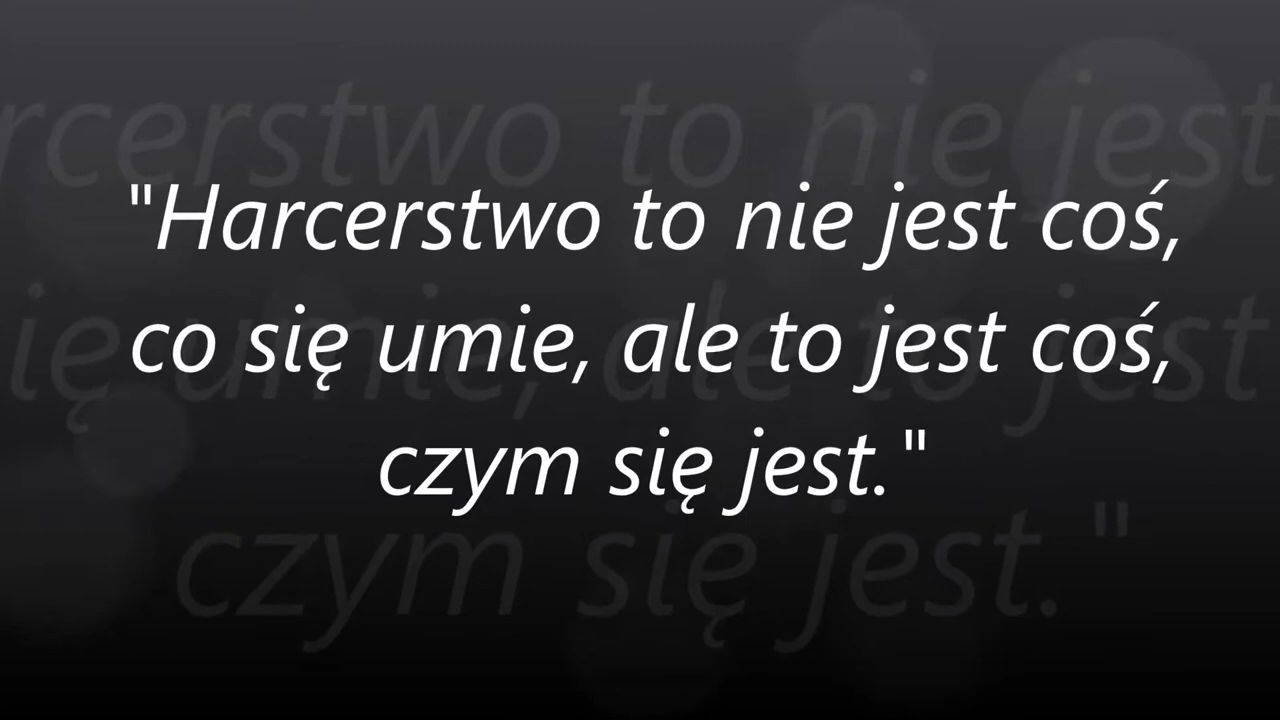 "Harcerstwo to nie jest coś,
co się umie, ale to jest coś,
czym się jest."